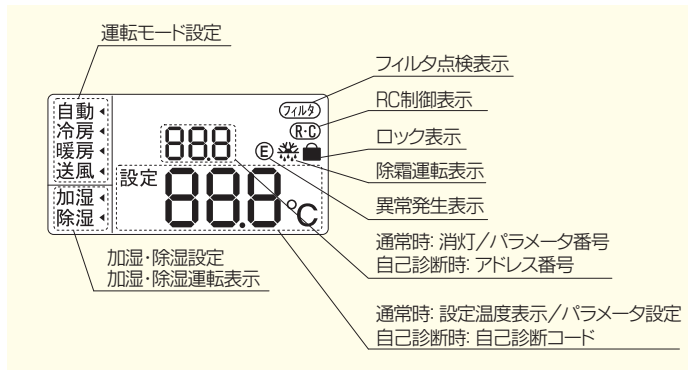 運転モード設定
フィルタ点検表示
RC制御表示
ロック表示
除霜運転表示
異常発生表示
通常時: 消灯/パラメータ番号
自己診断時: アドレス番号
通常時: 設定温度表示/パラメータ設定
自己診断時: 自己診断コード
自動
冷房
暖房
送風
加湿
除湿
フィルタ
R·C
88.8
E
設定
88.8℃
加湿・除湿設定
加湿・除湿運転表示